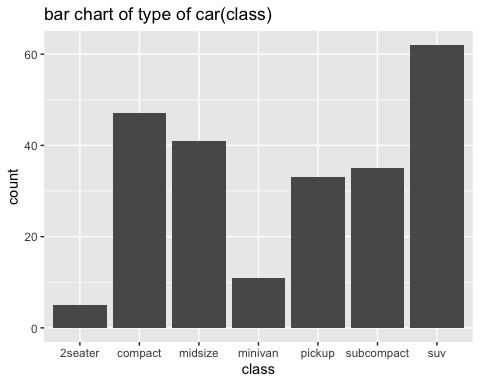 bar chart of type of car(class)
60
40
20
0
count
2seater compact midsize minivan pickup subcompact suv
class